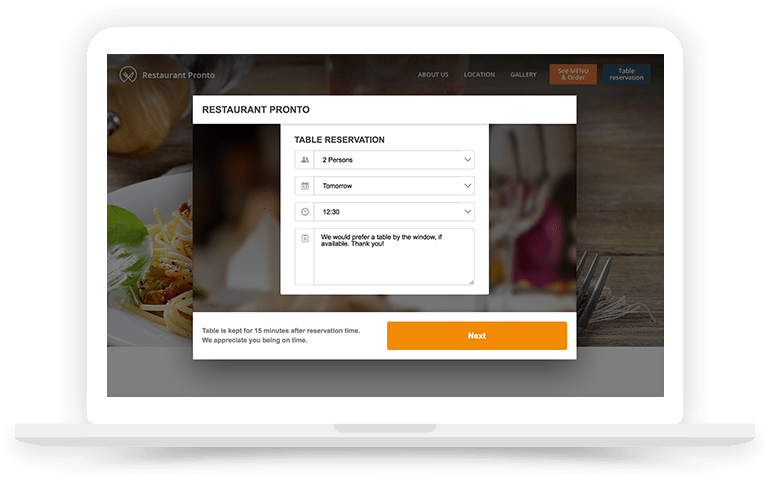 Restaurant Pronto
ABOUT US
LOCATION
GALLERY
See MENU
& Order
Table
reservation
RESTAURANT PRONTO
TABLE RESERVATION
2 Persons
Tomorrow
12:30
We would prefer a table by the window, if
available. Thank you!
Table is kept for 15 minutes after reservation time.
We appreciate you being on time.
Next